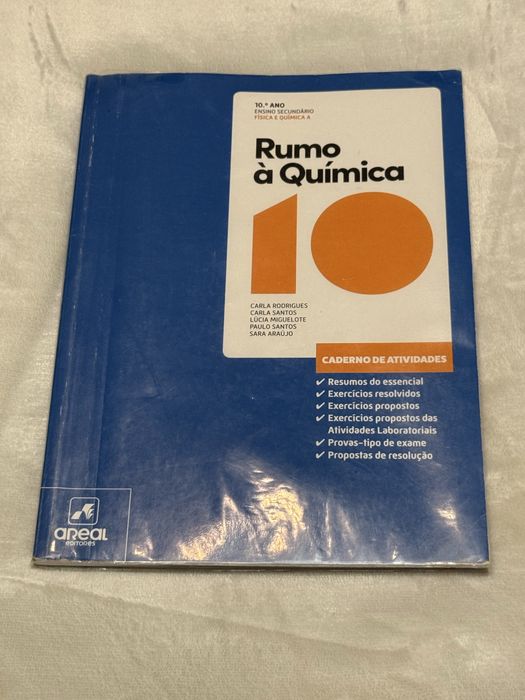 10.º ANO
ENSINO SECUNDÁRIO
FÍSICA E QUÍMICA A
Rumo
à Química
10
CARLA RODRIGUES
CARLA SANTOS
LÚCIA MIGUELOTE
PAULO SANTOS
SARA ARAÚJO
CADERNO DE ATIVIDADES
✓ Resumos do essencial
✓ Exercícios resolvidos
✓ Exercícios propostos
✓ Exercícios propostos das
Atividades Laboratoriais
✓ Provas-tipo de exame
✓ Propostas de resolução
areal
editores